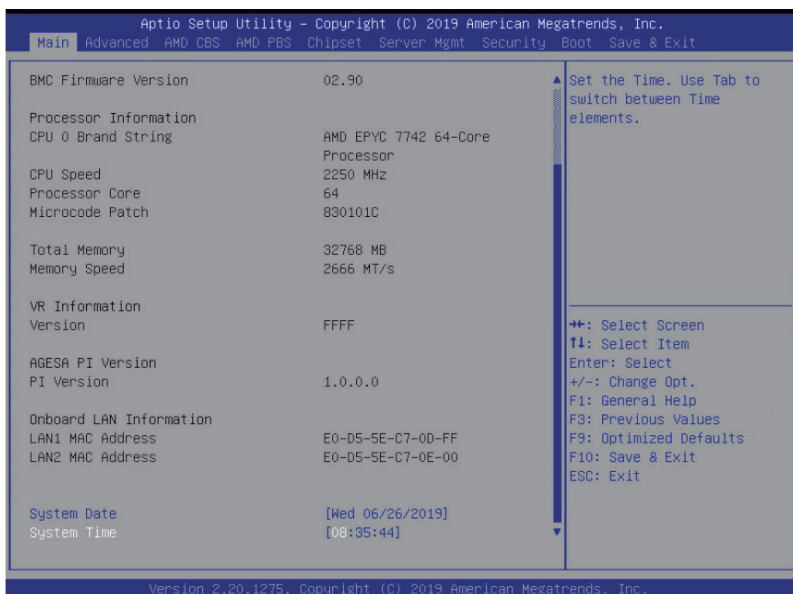 Aptio Setup Utility – Copyright (C) 2019 American Megatrends, Inc.
Main Advanced AMD CBS AMD PBS Chipset Server Mgmt Security Boot Save & Exit
BMC Firmware Version 02.90
Processor Information
CPU 0 Brand String AMD EPYC 7742 64-Core
Processor
CPU Speed 2250 MHz
Processor Core 64
Microcode Patch 830101C
Total Memory 32768 MB
Memory Speed 2666 MT/s
VR Information
Version FFFF
AGESA PI Version
PI Version 1.0.0.0
Onboard LAN Information
LAN1 MAC Address E0-D5-5E-C7-0D-FF
LAN2 MAC Address E0-D5-5E-C7-0E-00
System Date [Wed 06/26/2019]
System Time [08:35:44]
Set the Time. Use Tab to
switch between Time
elements.
→←: Select Screen
↑↓: Select Item
Enter: Select
+/-: Change Opt.
F1: General Help
F3: Previous Values
F9: Optimized Defaults
F10: Save & Exit
ESC: Exit
Version 2.20.1275. Copyright (C) 2019 American Megatrends, Inc.